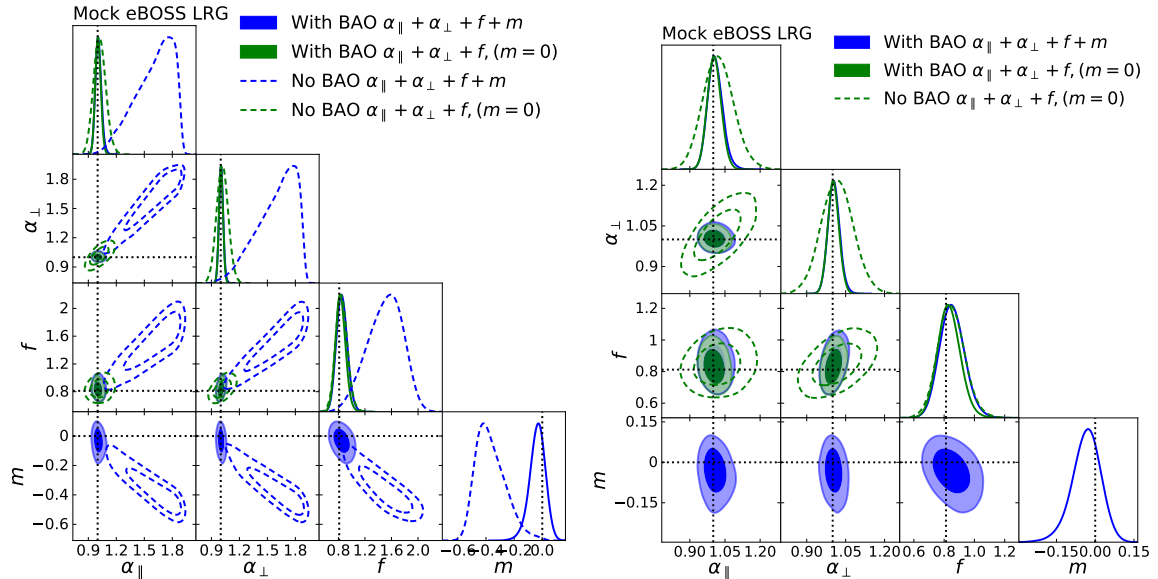 Mock eBOSS LRG
With BAO α∥ + α⊥ + f + m
With BAO α∥ + α⊥ + f, (m = 0)
No BAO α∥ + α⊥ + f + m
No BAO α∥ + α⊥ + f, (m = 0)
α⊥
1.8
1.5
1.2
0.9
f
2.0
1.6
1.2
0.8
m
0
−0.2
−0.4
−0.6
0.9 1.2 1.5 1.8
α∥
0.9 1.2 1.5 1.8
α⊥
0.8 1.2 1.6 2.0
f
−0.6 −0.4 −0.2 0.0
m
Mock eBOSS LRG
With BAO α∥ + α⊥ + f + m
With BAO α∥ + α⊥ + f, (m = 0)
No BAO α∥ + α⊥ + f, (m = 0)
α⊥
1.2
1.05
0.9
0.8
f
1.2
1
0.8
0.6
m
0.15
0
−0.15
0.90 1.05 1.20
α∥
0.90 1.05 1.20
α⊥
0.6 0.8 1 1.2
f
−0.15 0.00 0.15
m